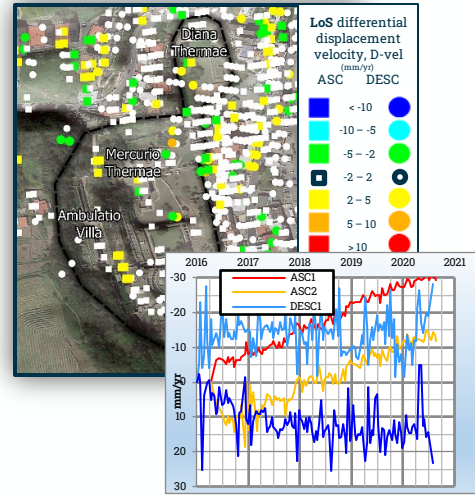 Diana
Thermae
Mercurio
Thermae
Ambulatio
Villa
LoS differential
displacement
velocity, D-vel
(mm/yr)
ASC DESC
< -10
-10 – -5
-5 – -2
-2 – 2
2 – 5
5 – 10
>10
2016 2017 2018 2019 2020 2021
ASC1
ASC2
DESC1
mm/yr
-30
-20
-10
10
20
30